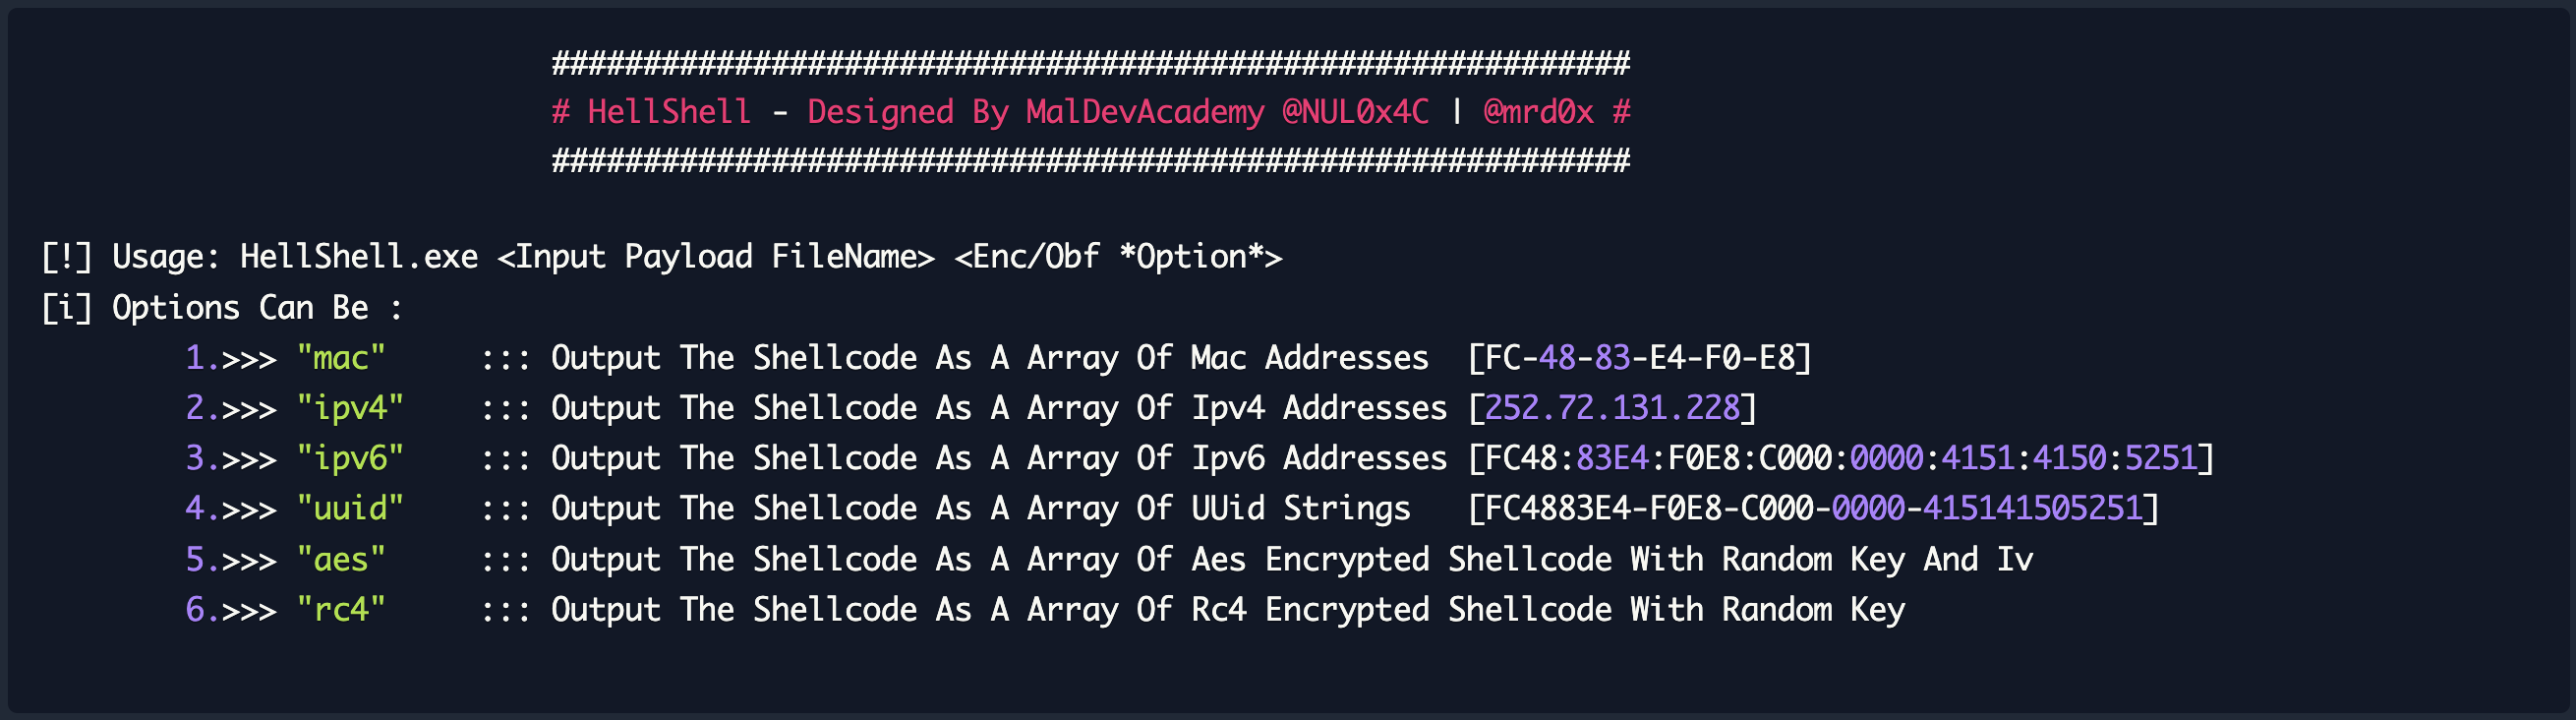 ###########################################################
# HellShell - Designed By MalDevAcademy @NUL0x4C | @mrd0x #
###########################################################
[!] Usage: HellShell.exe <Input Payload FileName> <Enc/Obf *Option*>
[i] Options Can Be :
1.>>> "mac" ::: Output The Shellcode As A Array Of Mac Addresses [FC-48-83-E4-F0-E8]
2.>>> "ipv4" ::: Output The Shellcode As A Array Of Ipv4 Addresses [252.72.131.228]
3.>>> "ipv6" ::: Output The Shellcode As A Array Of Ipv6 Addresses [FC48:83E4:F0E8:C000:0000:4151:4150:5251]
4.>>> "uuid" ::: Output The Shellcode As A Array Of UUid Strings [FC4883E4-F0E8-C000-0000-415141505251]
5.>>> "aes" ::: Output The Shellcode As A Array Of Aes Encrypted Shellcode With Random Key And Iv
6.>>> "rc4" ::: Output The Shellcode As A Array Of Rc4 Encrypted Shellcode With Random Key